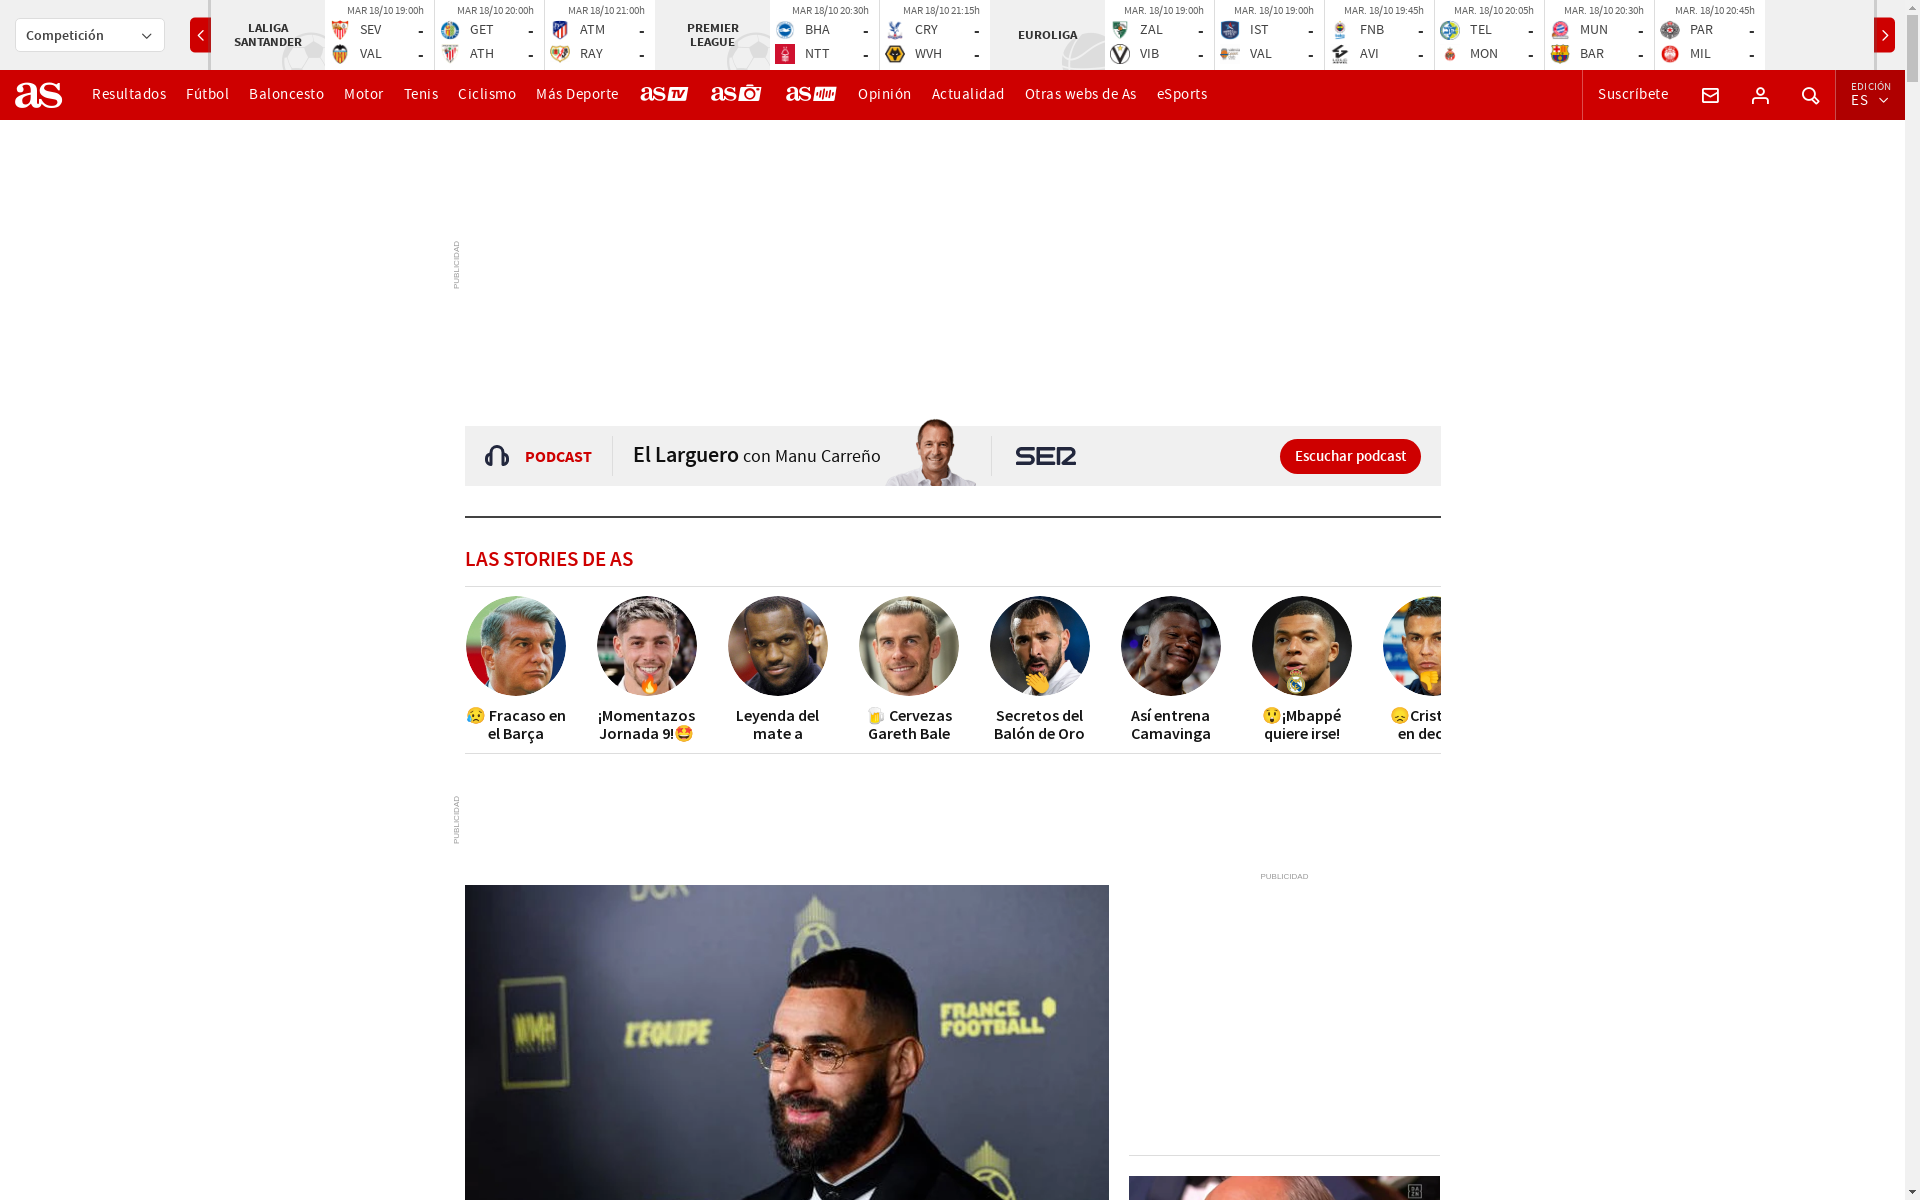 Competición
LALIGA SANTANDER
MAR 18/10 19:00h
SEV -
VAL -
MAR 18/10 20:00h
GET -
ATH -
MAR 18/10 21:00h
ATM -
RAY -
PREMIER LEAGUE
MAR 18/10 20:30h
BHA -
NTT -
MAR 18/10 21:15h
CRY -
WVH -
EUROLIGA
MAR. 18/10 19:00h
ZAL -
VIB -
MAR. 18/10 19:00h
IST -
VAL -
MAR. 18/10 19:45h
FNB -
AVI -
MAR. 18/10 20:05h
TEL -
MON -
MAR. 18/10 20:30h
MUN -
BAR -
MAR. 18/10 20:45h
PAR -
MIL -
as
Resultados Fútbol Baloncesto Motor Tenis Ciclismo Más Deporte as TV as as Opinión Actualidad Otras webs de As eSports
Suscríbete
EDICIÓN
ES
PUBLICIDAD
PODCAST
El Larguero con Manu Carreño
SER
Escuchar podcast
LAS STORIES DE AS
😥 Fracaso en
el Barça
¡Momentazos
Jornada 9!🤩
Leyenda del
mate a
🍺 Cervezas
Gareth Bale
Secretos del
Balón de Oro
Así entrena
Camavinga
😲¡Mbappé
quiere irse!
😞Crist
en dec
PUBLICIDAD
PUBLICIDAD
L'ÉQUIPE
FRANCE
FOOTBALL